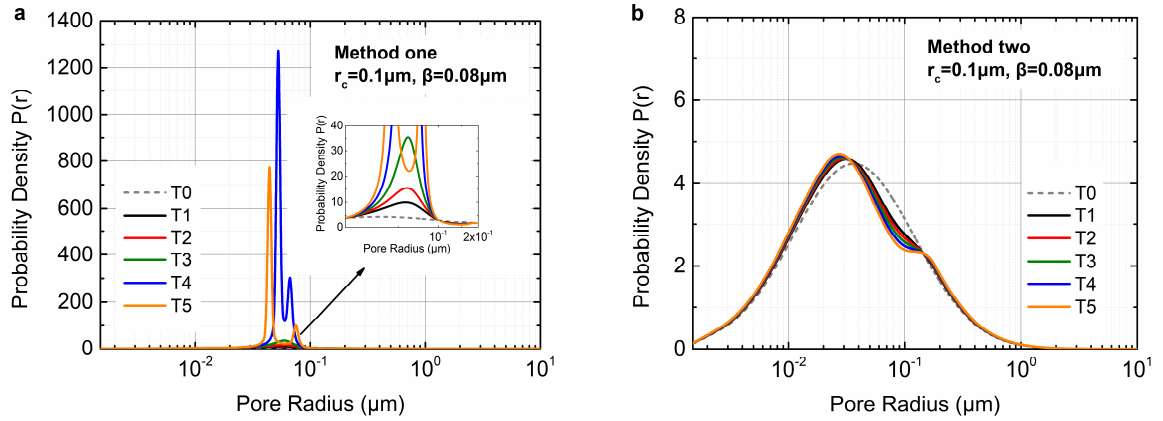 a
Method one
r_c=0.1μm, β=0.08μm
Probability Density P(r)
1400
1200
1000
800
600
400
200
0
T0
T1
T2
T3
T4
T5
Probability Density P(r)
40
30
20
10
0
10^-1
2x10^-1
Pore Radius (μm)
10^-2
10^-1
10^0
10^1
Pore Radius (μm)
b
Method two
r_c=0.1μm, β=0.08μm
Probability Density P(r)
8
6
4
2
0
T0
T1
T2
T3
T4
T5
10^-2
10^-1
10^0
10^1
Pore Radius (μm)